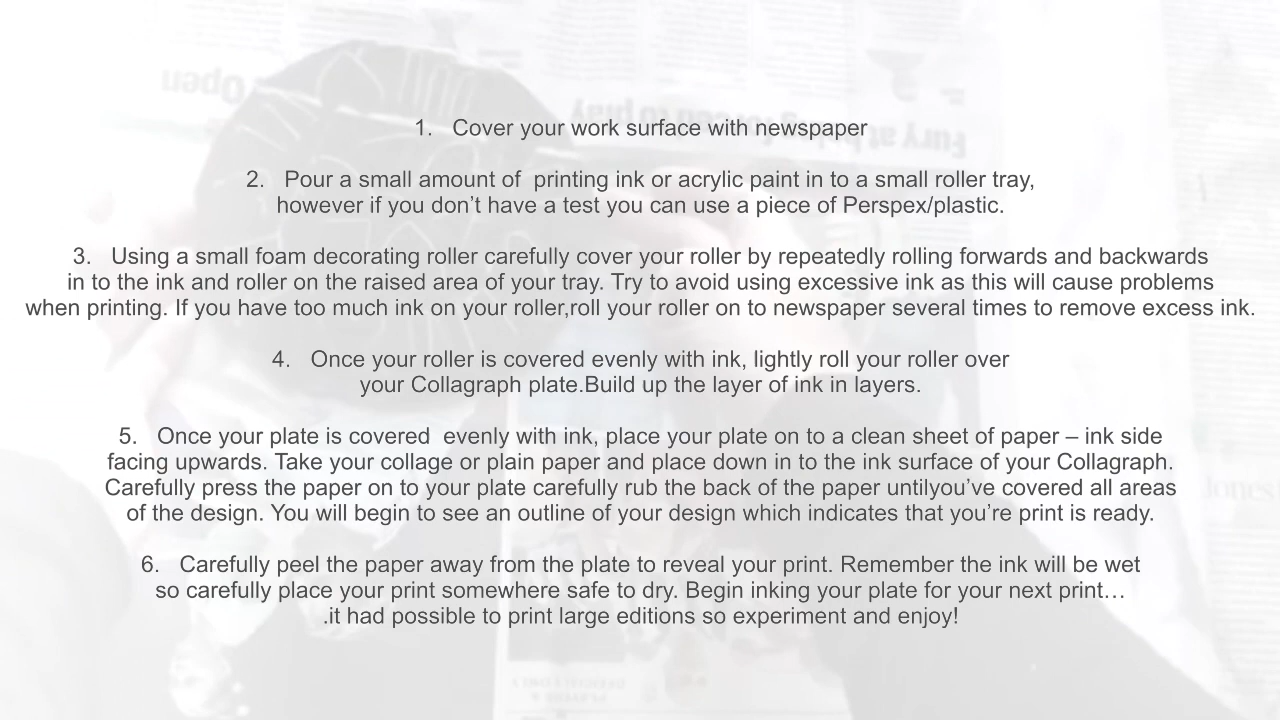 Open
Fury at being forced to play
1. Cover your work surface with newspaper
2. Pour a small amount of  printing ink or acrylic paint in to a small roller tray,
however if you don't have a test you can use a piece of Perspex/plastic.
3. Using a small foam decorating roller carefully cover your roller by repeatedly rolling forwards and backwards
in to the ink and roller on the raised area of your tray. Try to avoid using excessive ink as this will cause problems
when printing. If you have too much ink on your roller,roll your roller on to newspaper several times to remove excess ink.
4. Once your roller is covered evenly with ink, lightly roll your roller over
your Collagraph plate.Build up the layer of ink in layers.
5. Once your plate is covered  evenly with ink, place your plate on to a clean sheet of paper – ink side
facing upwards. Take your collage or plain paper and place down in to the ink surface of your Collagraph.
Carefully press the paper on to your plate carefully rub the back of the paper untilyou've covered all areas
of the design. You will begin to see an outline of your design which indicates that you're print is ready.
Jones
6. Carefully peel the paper away from the plate to reveal your print. Remember the ink will be wet
so carefully place your print somewhere safe to dry. Begin inking your plate for your next print…
.it had possible to print large editions so experiment and enjoy!